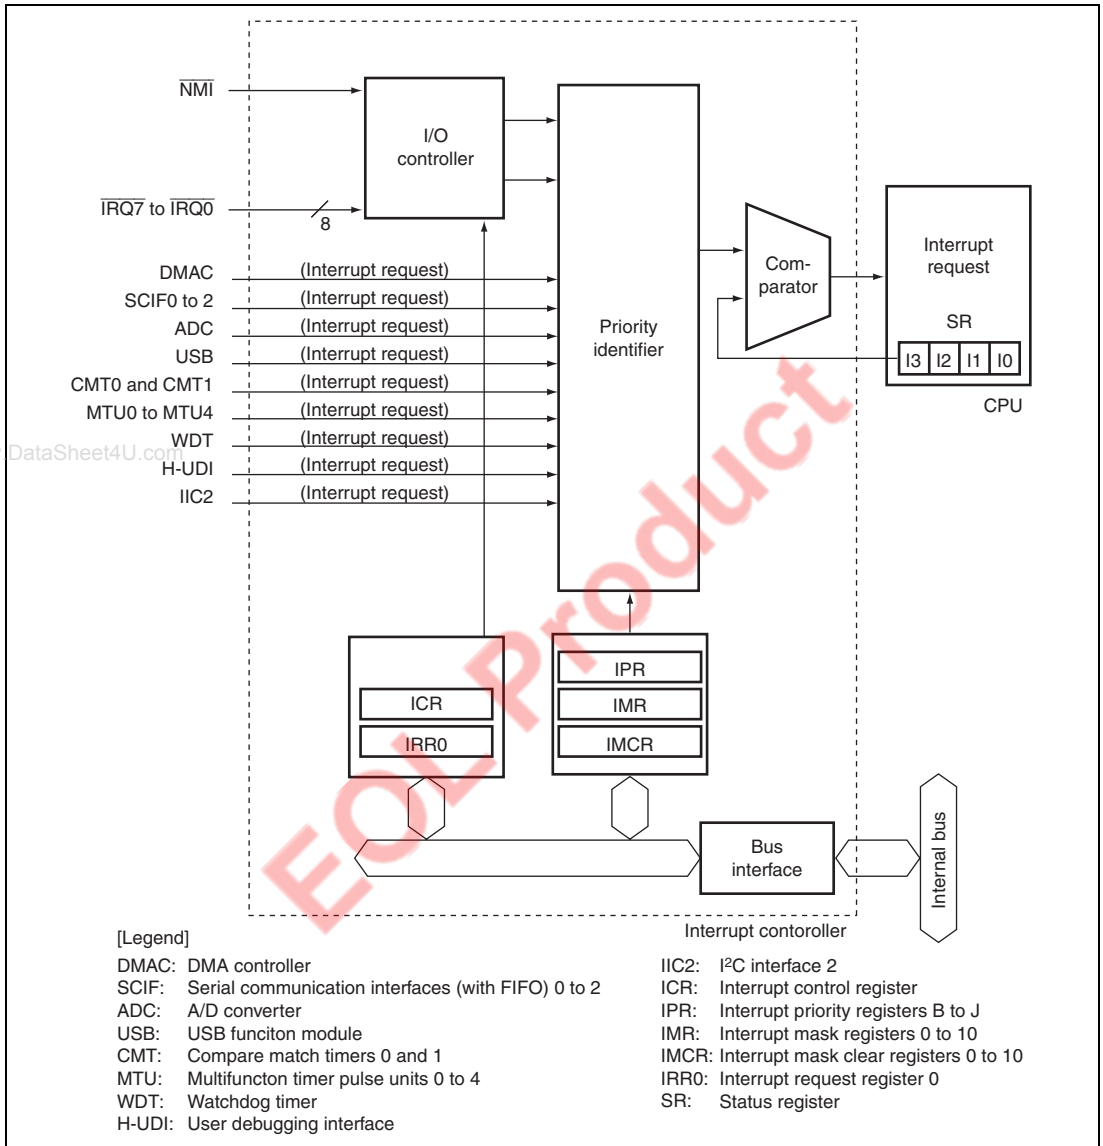 NMI
I/O
controller
IRQ7 to IRQ0
8
DMAC (Interrupt request)
SCIF0 to 2 (Interrupt request)
ADC (Interrupt request)
USB (Interrupt request)
CMT0 and CMT1 (Interrupt request)
MTU0 to MTU4 (Interrupt request)
WDT (Interrupt request)
H-UDI (Interrupt request)
IIC2 (Interrupt request)
Priority
identifier
Com-
parator
Interrupt
request
SR
I3 I2 I1 I0
CPU
.DataSheet4U.com
EOL Product
ICR
IRR0
IPR
IMR
IMCR
Bus
interface
Internal bus
Interrupt contoroller
[Legend]
DMAC: DMA controller
SCIF: Serial communication interfaces (with FIFO) 0 to 2
ADC: A/D converter
USB: USB funciton module
CMT: Compare match timers 0 and 1
MTU: Multifuncton timer pulse units 0 to 4
WDT: Watchdog timer
H-UDI: User debugging interface
IIC2: I²C interface 2
ICR: Interrupt control register
IPR: Interrupt priority registers B to J
IMR: Interrupt mask registers 0 to 10
IMCR: Interrupt mask clear registers 0 to 10
IRR0: Interrupt request register 0
SR: Status register